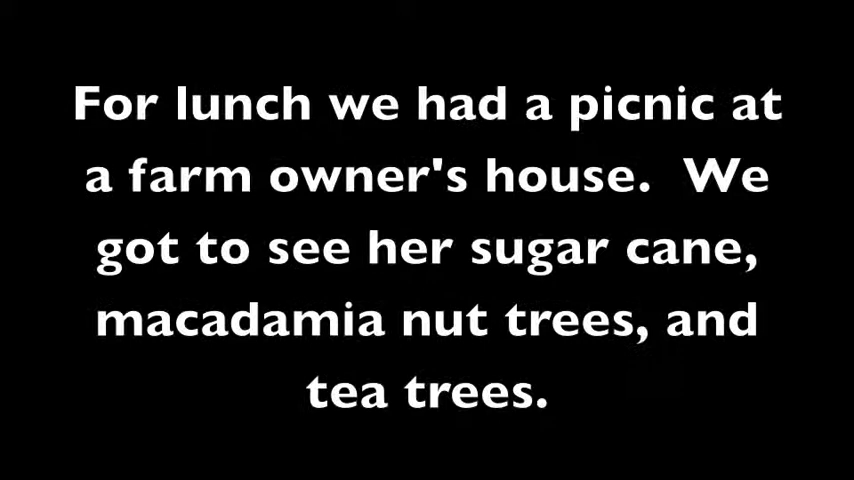 For lunch we had a picnic at
a farm owner's house.  We
got to see her sugar cane,
macadamia nut trees, and
tea trees.